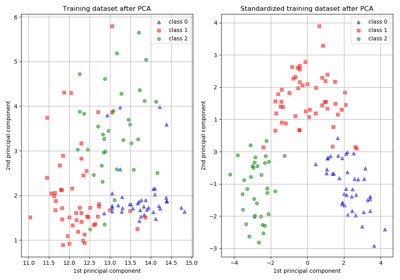 Training dataset after PCA
Standardized training dataset after PCA
class 0
class 1
class 2
class 0
class 1
class 2
2nd principal component
6
5
4
3
2
1
11.0 11.5 12.0 12.5 13.0 13.5 14.0 14.5 15.0
1st principal component
2nd principal component
4
3
2
1
0
−1
−2
−3
−4 −2 0 2 4
1st principal component